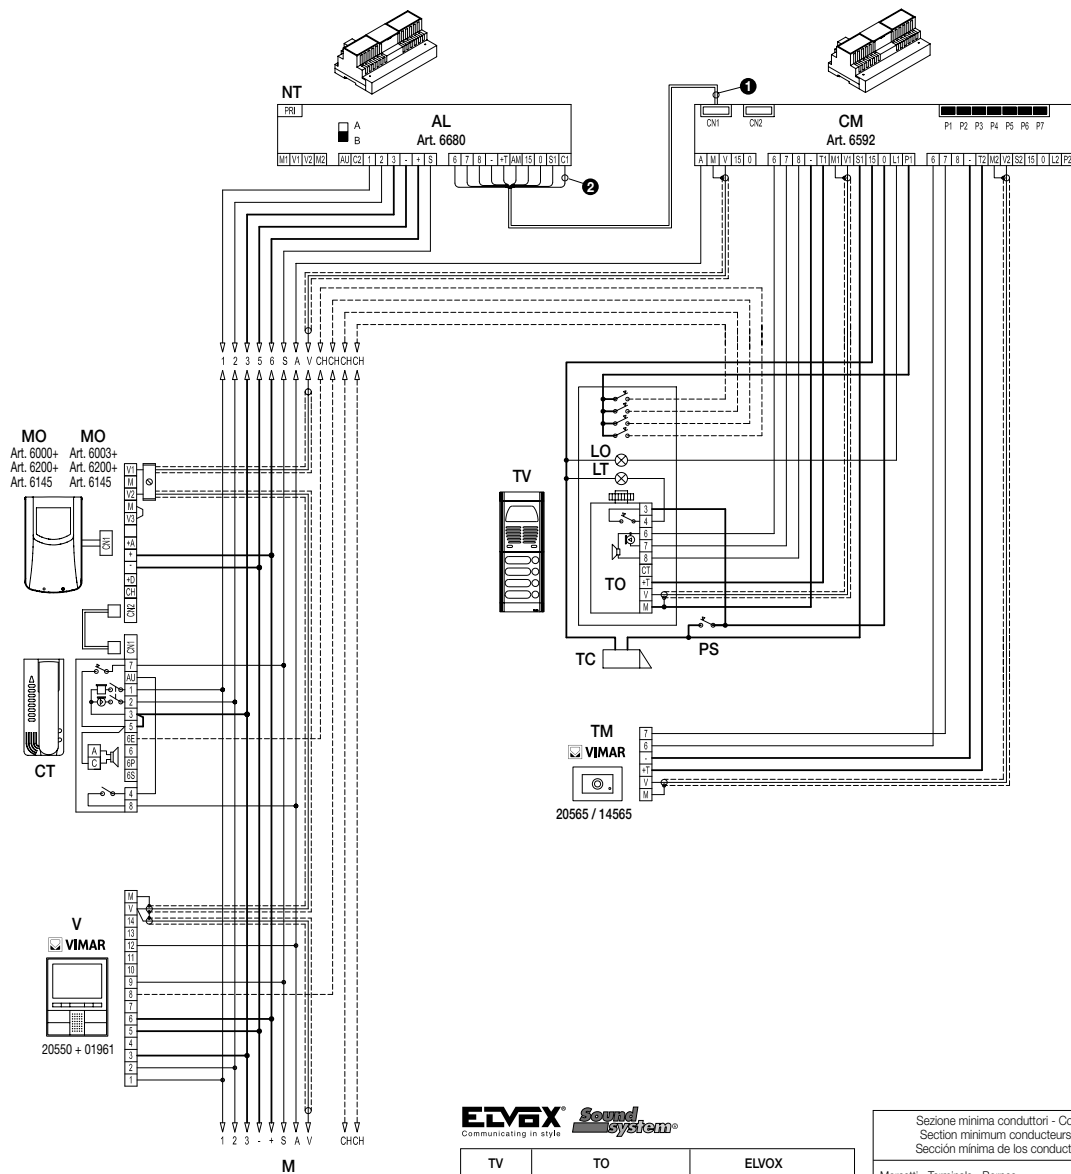 NT
PRI
A
B
AL
Art. 6680
M1 V1 V2 M2 AU C2 1 2 3 - + S 6 7 8 - +T AM 15 0 S1 C1
1
2
CN1 CN2
CM
Art. 6592
P1 P2 P3 P4 P5 P6 P7
A M V 15 0 6 7 8 - T1 M1 V1 S1 15 0 L1 P1 6 7 8 - T2 M2 V2 S2 15 0 L2 P2
1 2 3 5 6 S A V CH CH CH CH
MO MO
Art. 6000+ Art. 6003+
Art. 6200+ Art. 6200+
Art. 6145 Art. 6145
V1
M
V2
M
V3
+A
+
-
+D
CH
CN2
CN1
CN1
7
AU
1
2
3
5
6E
6
6P
6S
4
8
A
C
CT
TV
LO
LT
3
4
6
7
8
CT
+T
V
M
TO
PS
TC
TM
VIMAR
20565 / 14565
7
6
-
+T
V
M
V
VIMAR
20550 + 01961
M
V
14
13
12
11
10
9
8
7
6
5
4
3
2
1
1 2 3 - + S A V CH CH
M
ELVOX
Communicating in style
Sound system
TV TO ELVOX
Sezione minima conduttori - Co
Section minimum conducteurs
Sección mínima de los conduct